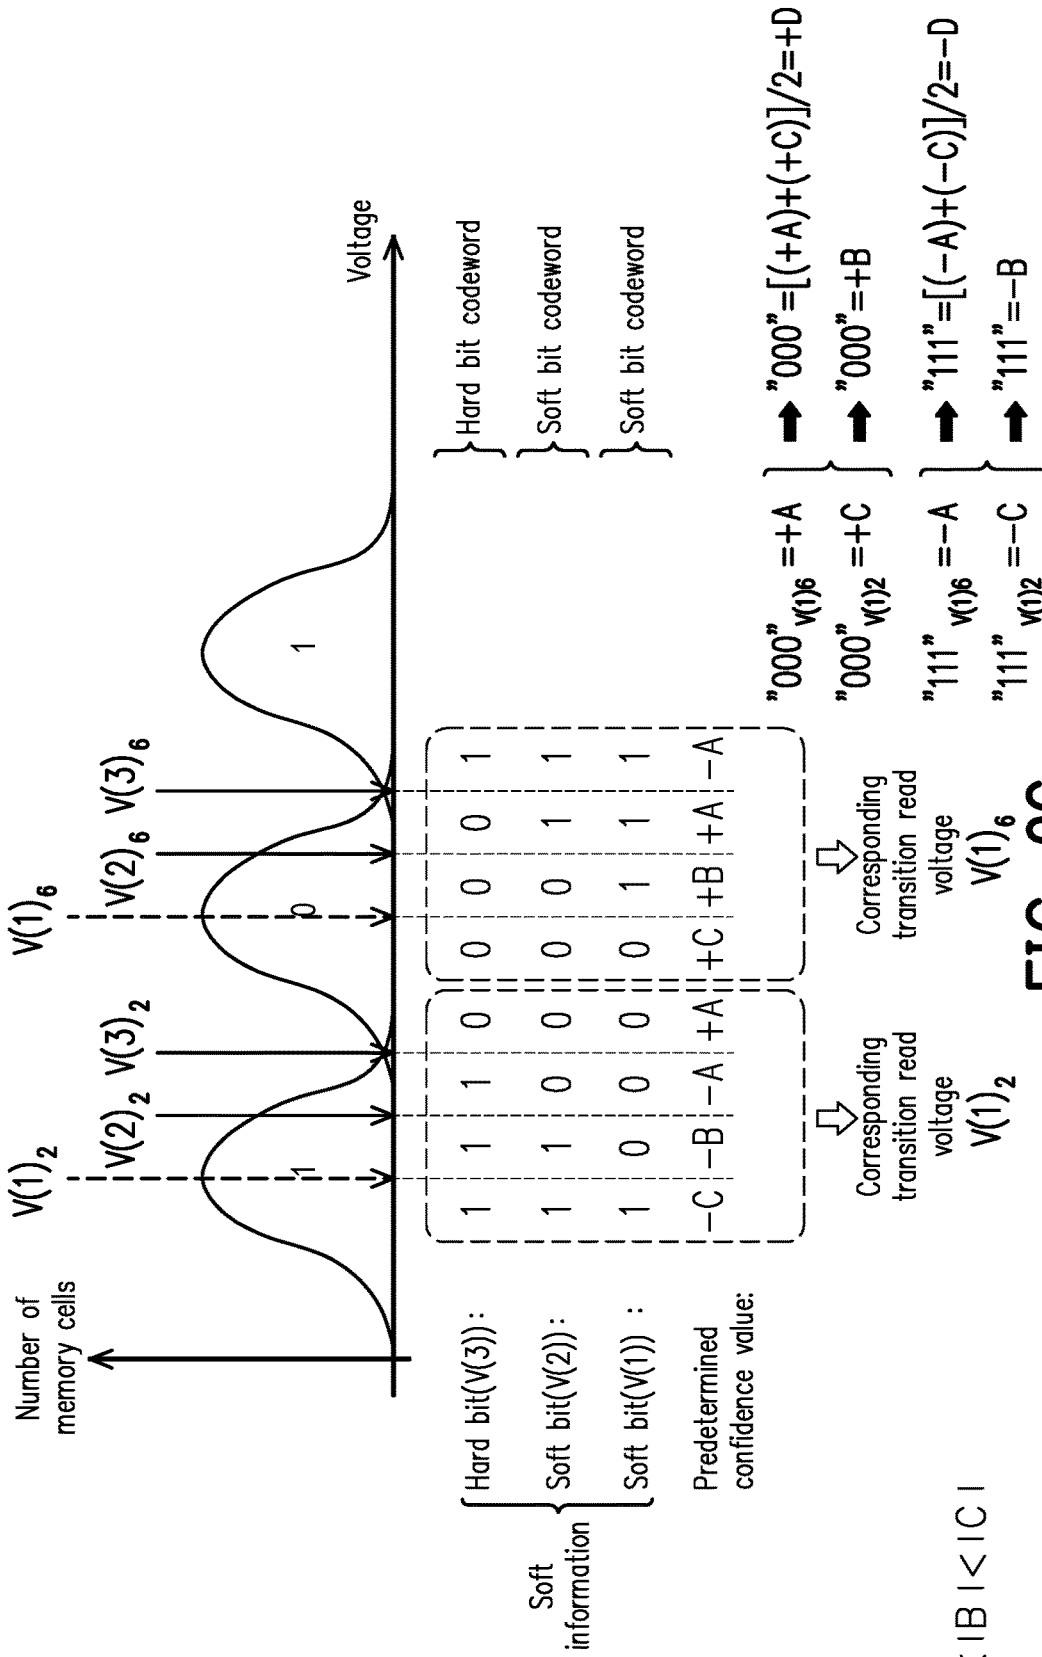 Number of
memory cells
V(1)2
V(2)2
V(3)2
V(1)6
V(2)6
V(3)6
1
0
1
Voltage
Soft
information
Hard bit(V(3)):
1 1 1 0 0 0 0 1
Hard bit codeword
Soft bit(V(2)):
1 1 0 0 0 0 1 1
Soft bit codeword
Soft bit(V(1)) :
1 0 0 0 0 1 1 1
Soft bit codeword
Predetermined
confidence value:
−C −B −A +A +C +B +A −A
Corresponding
transition read
voltage
V(1)2
Corresponding
transition read
voltage
V(1)6
"000"V(1)6=+A
"000"V(1)2=+C
"000"=[(+A)+(+C)]/2=+D
"000"=+B
"111"V(1)6=−A
"111"V(1)2=−C
"111"=[(−A)+(−C)]/2=−D
"111"=−B
<|B|<|C|